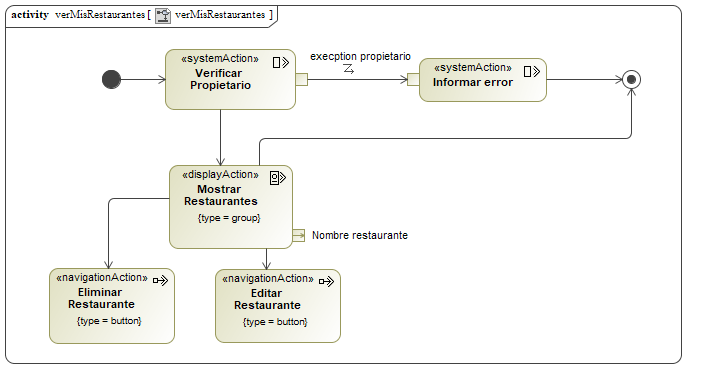 activity verMisRestaurantes [ verMisRestaurantes ]
«systemAction»
Verificar
Propietario
execption propietario
«systemAction»
Informar error
«displayAction»
Mostrar
Restaurantes
{type = group}
Nombre restaurante
«navigationAction»
Eliminar
Restaurante
{type = button}
«navigationAction»
Editar
Restaurante
{type = button}